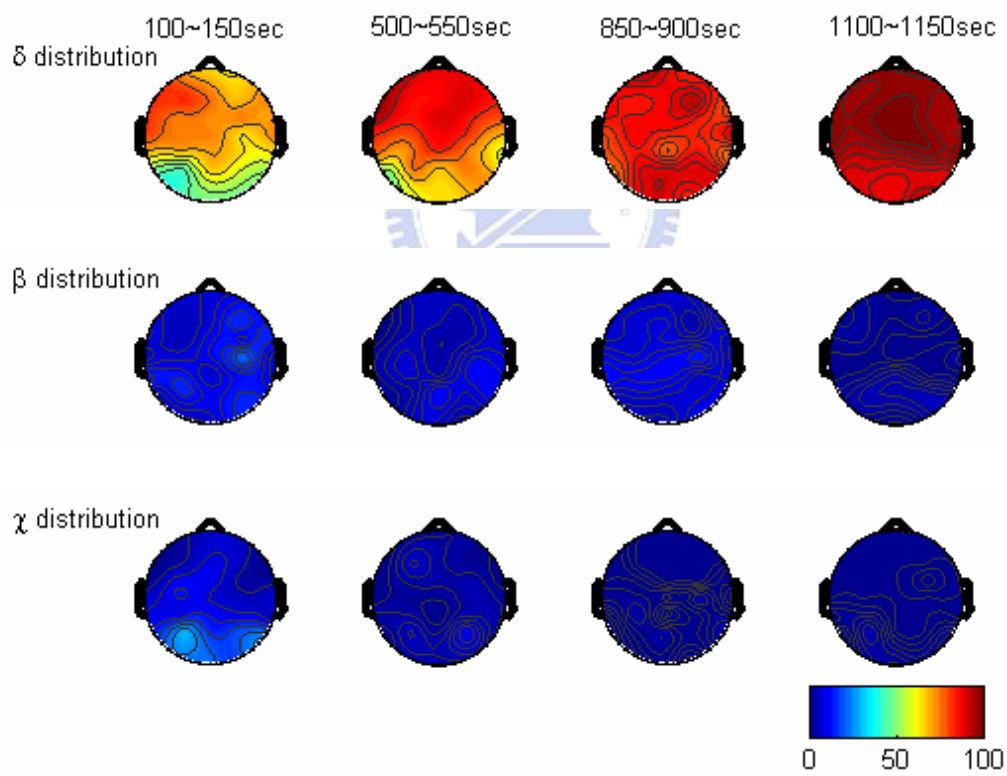 100~150sec 500~550sec 850~900sec 1100~1150sec
δ distribution
β distribution
χ distribution
0 50 100